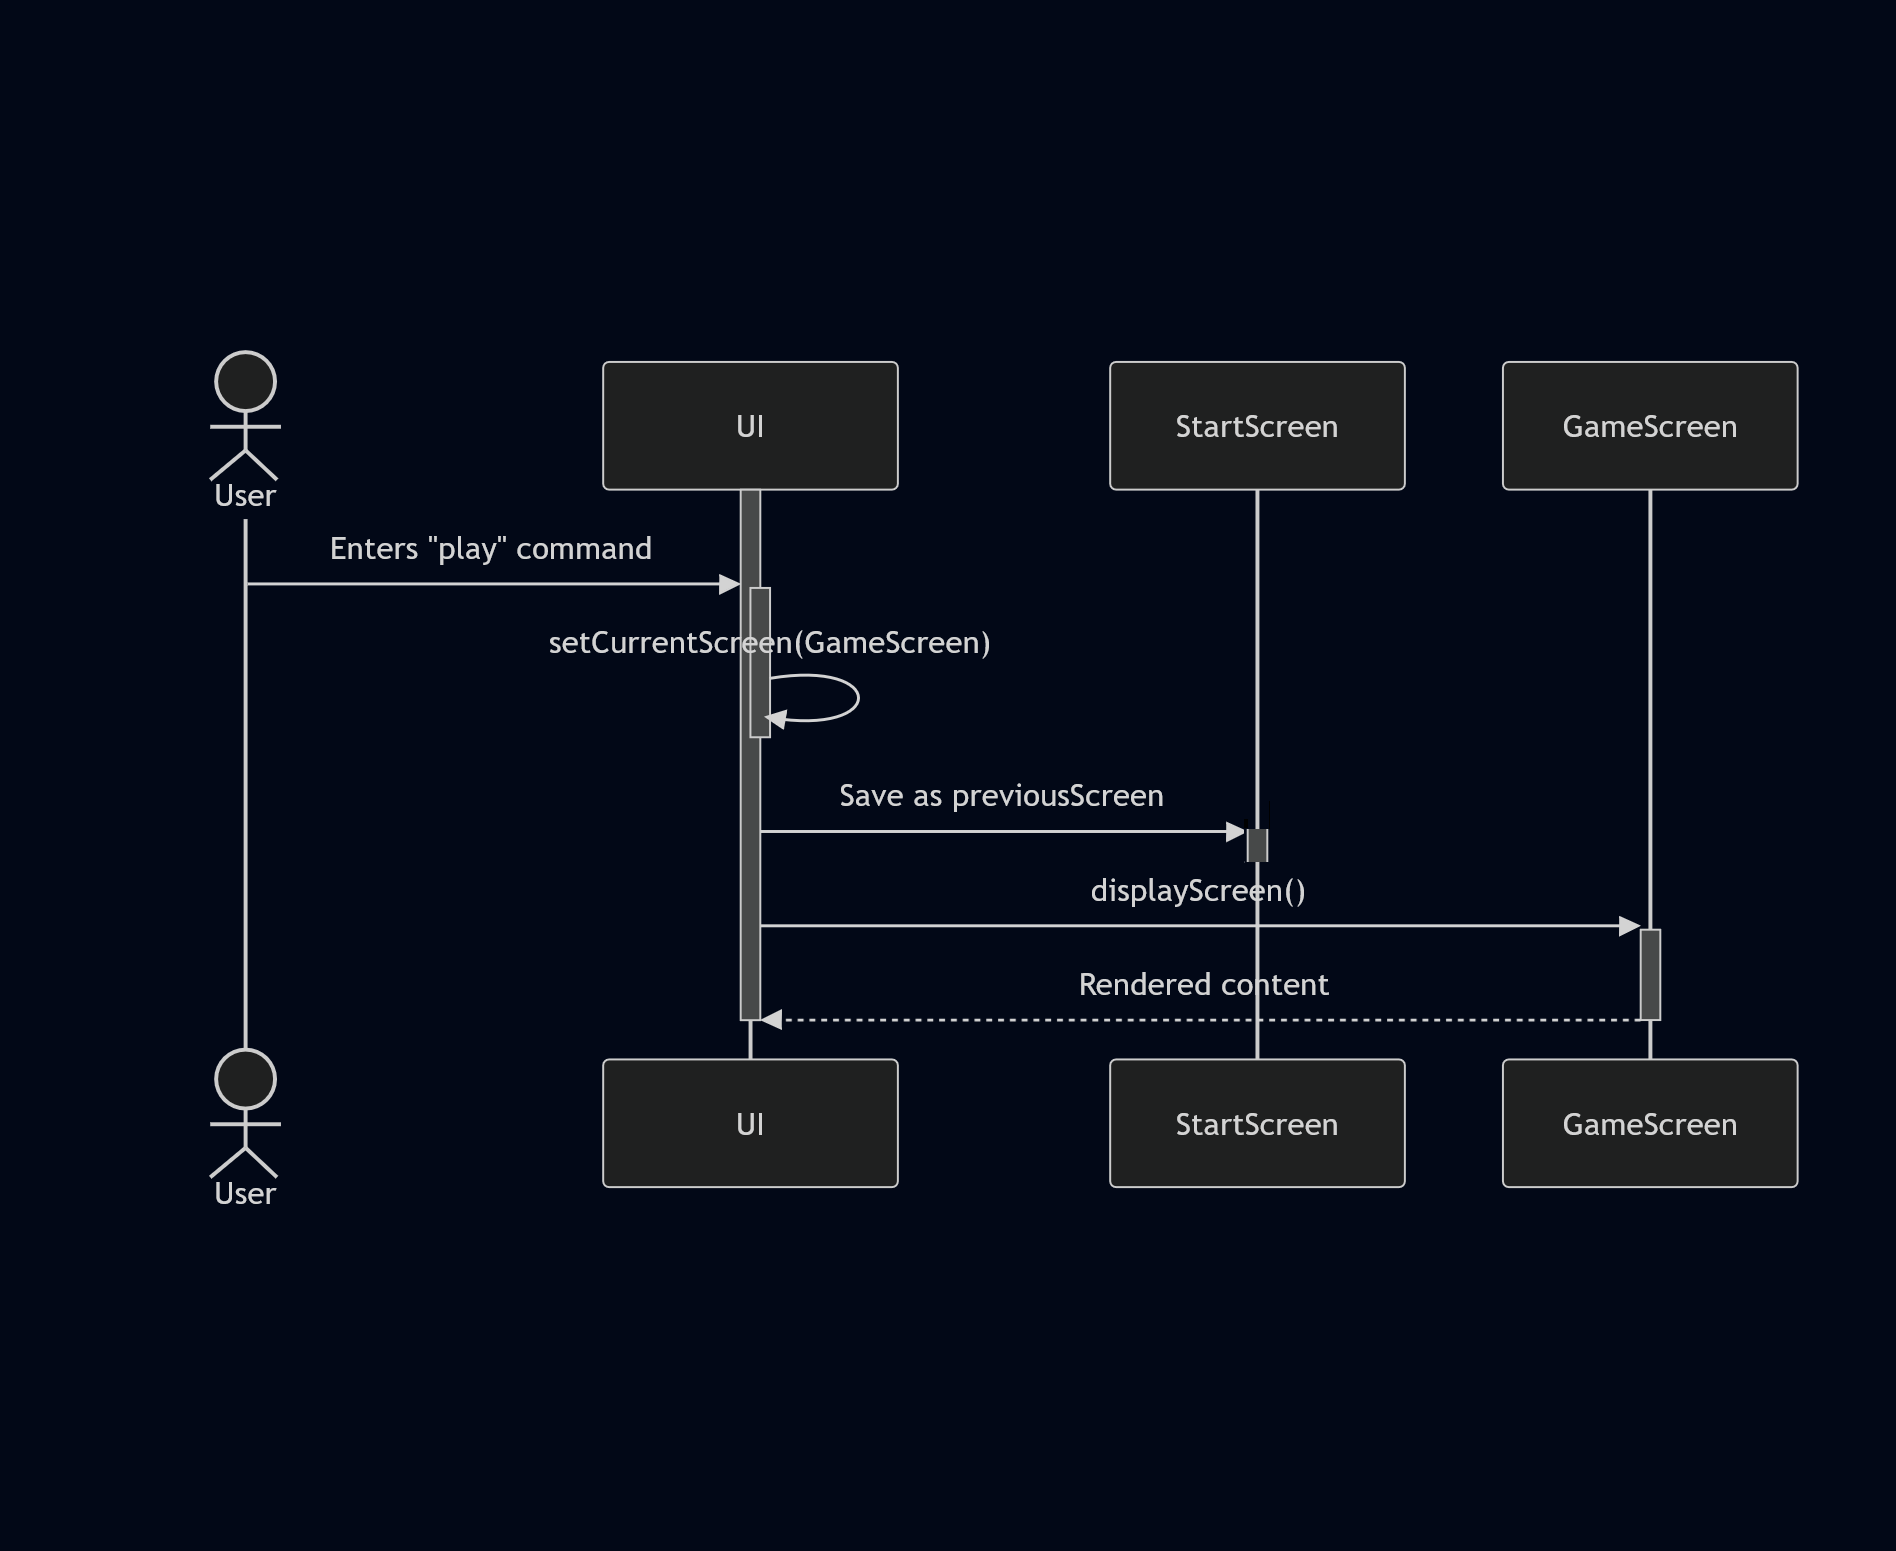 UI
StartScreen
GameScreen
User
Enters "play" command
setCurrentScreen(GameScreen)
Save as previousScreen
displayScreen()
Rendered content
UI
StartScreen
GameScreen
User